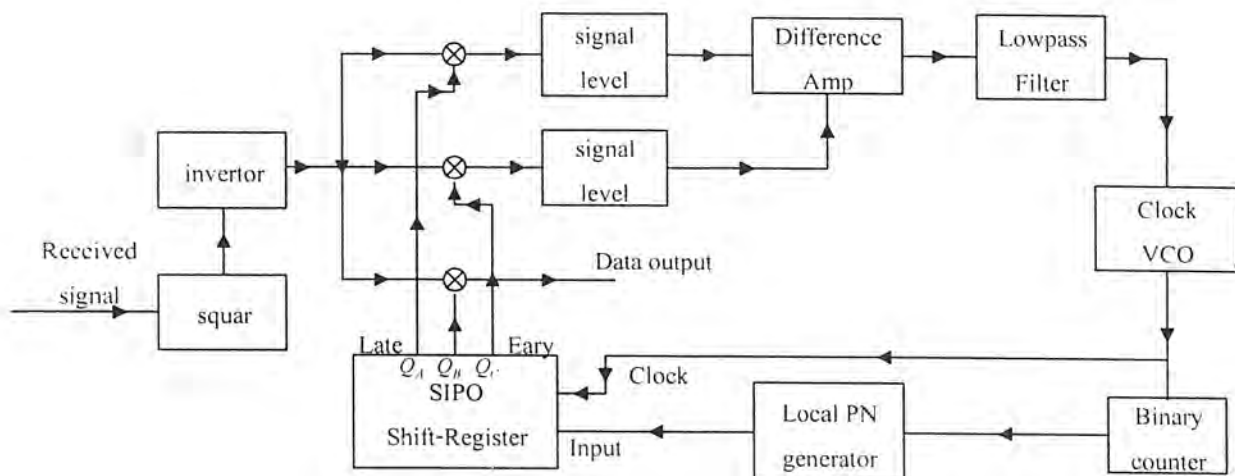 signal
level
Difference
Amp
Lowpass
Filter
signal
level
invertor
Clock
VCO
Received
signal
squar
Data output
Late
Eary
Q_A Q_B Q_C
SIPO
Shift-Register
Clock
Input
Local PN
generator
Binary
counter